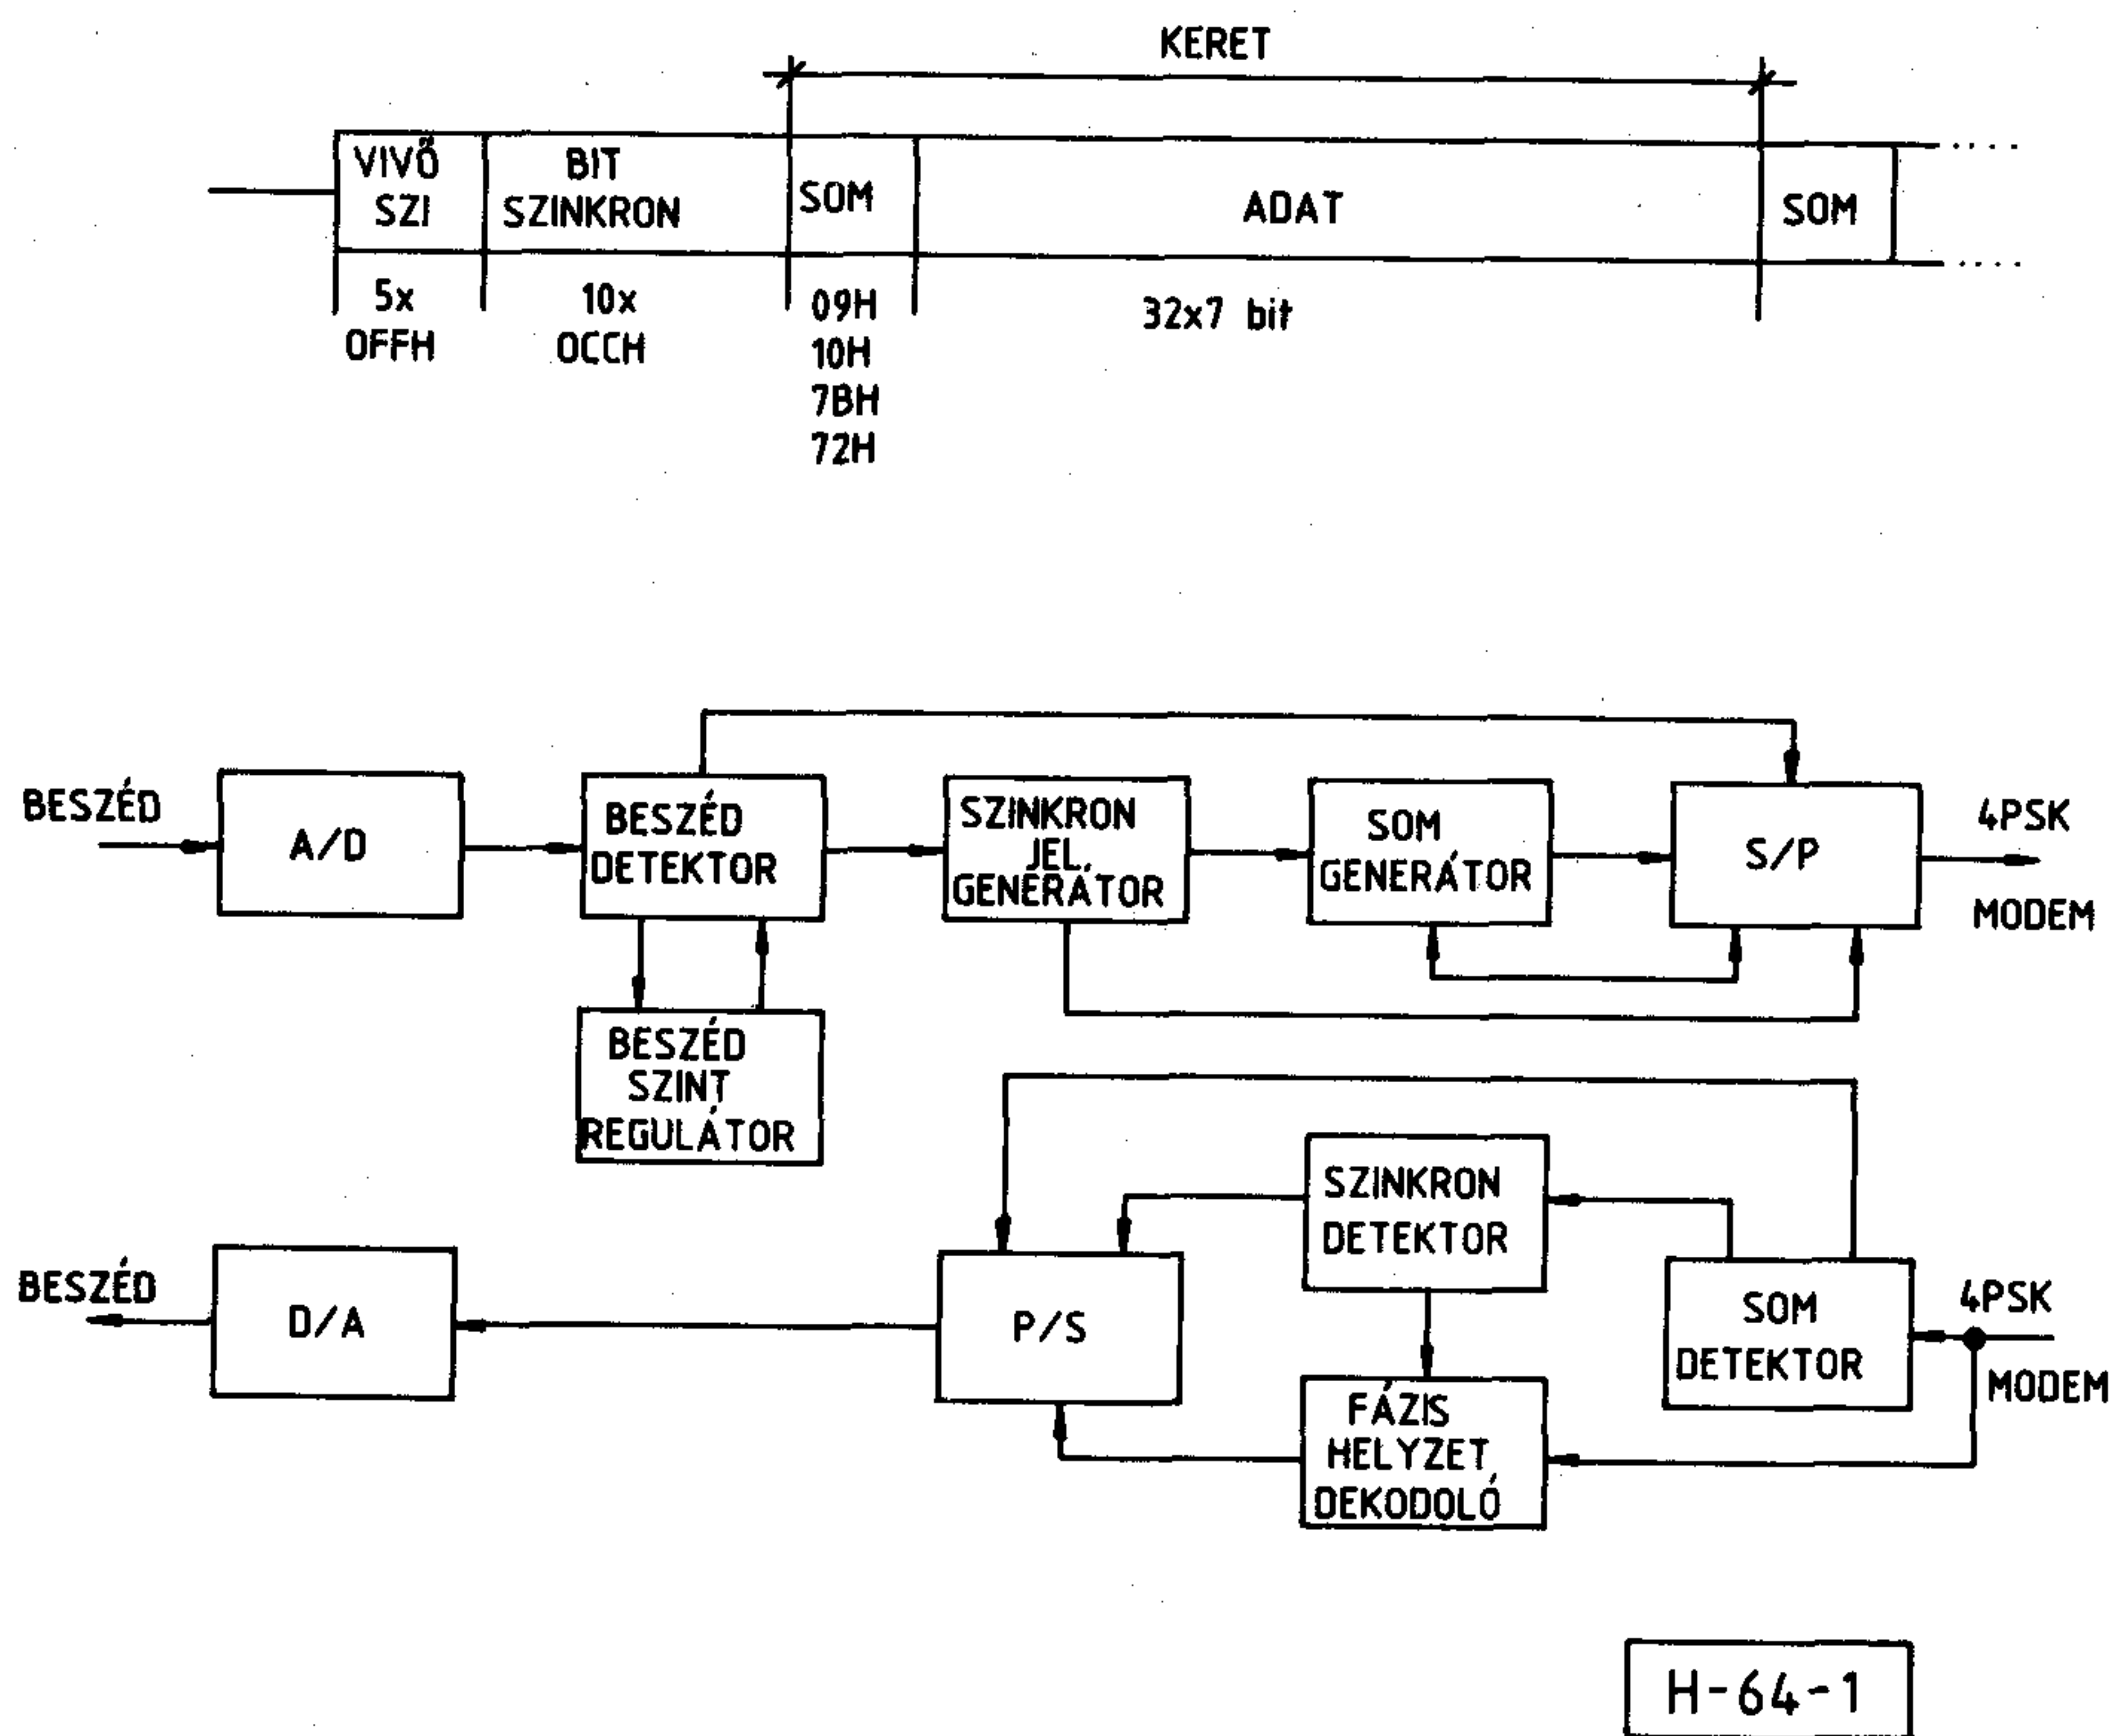 KERET
VIVŐ
SZI
BIT
SZINKRON
SOM
ADAT
SOM
5x
OFFH
10x
OCCH
09H
10H
7BH
72H
32x7 bit
BESZÉD
A/D
BESZÉD
DETEKTOR
SZINKRON
JEL.
GENERÁTOR
SOM
GENERÁTOR
S/P
4PSK
MODEM
BESZÉD
SZINT
REGULÁTOR
BESZÉD
D/A
P/S
SZINKRON
DETEKTOR
SOM
DETEKTOR
4PSK
MODEM
FÁZIS
HELYZET
DEKODOLÓ
H-64-1